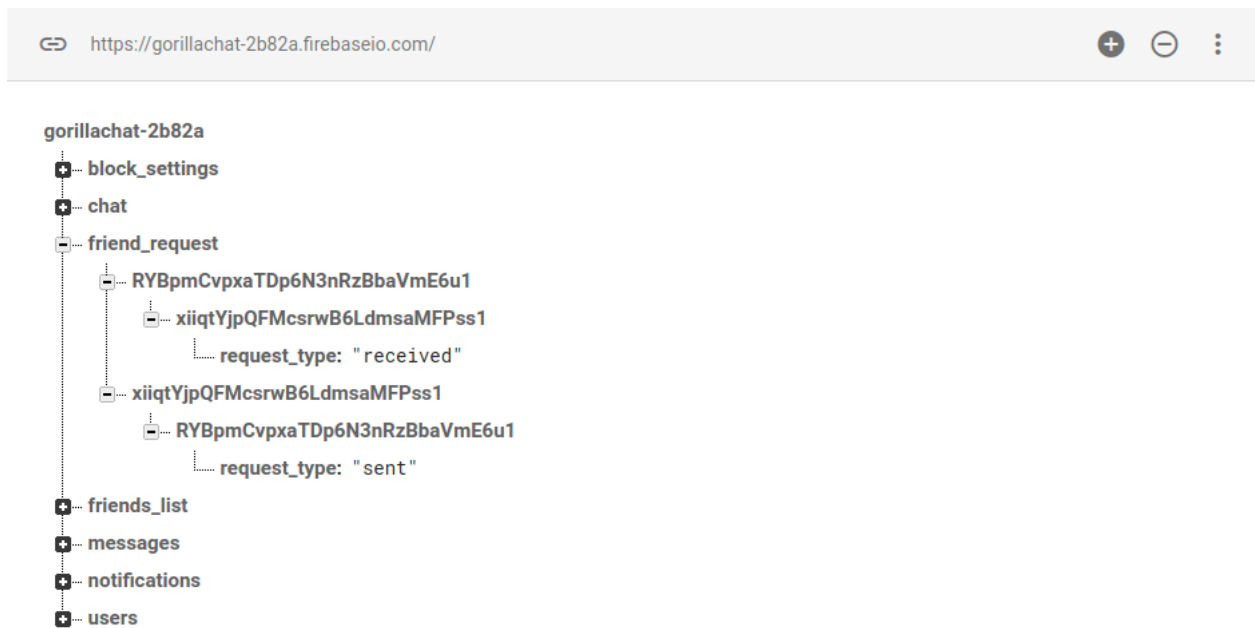 https://gorillachat-2b82a.firebaseio.com/
gorillachat-2b82a
block_settings
chat
friend_request
RYBpmCvpxaTDp6N3nRzBbaVmE6u1
xiiqtYjpQFMcsrwB6LdmsaMFPss1
request_type: "received"
xiiqtYjpQFMcsrwB6LdmsaMFPss1
RYBpmCvpxaTDp6N3nRzBbaVmE6u1
request_type: "sent"
friends_list
messages
notifications
users